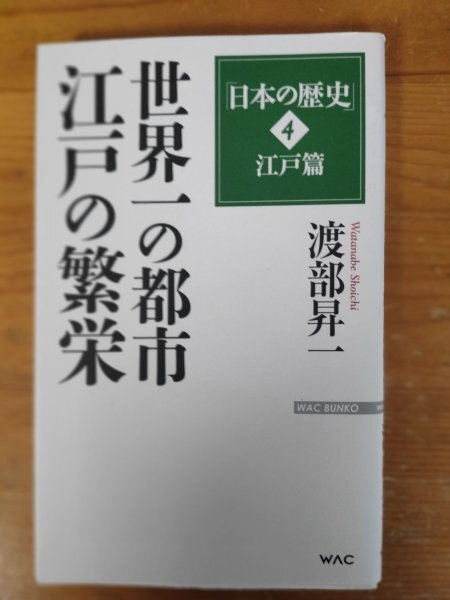 「日本の歴史」
4
江戸篇
渡部昇一
Watanabe Shoichi
世界一の都市
江戸の繁栄
WAC BUNKO
WAC